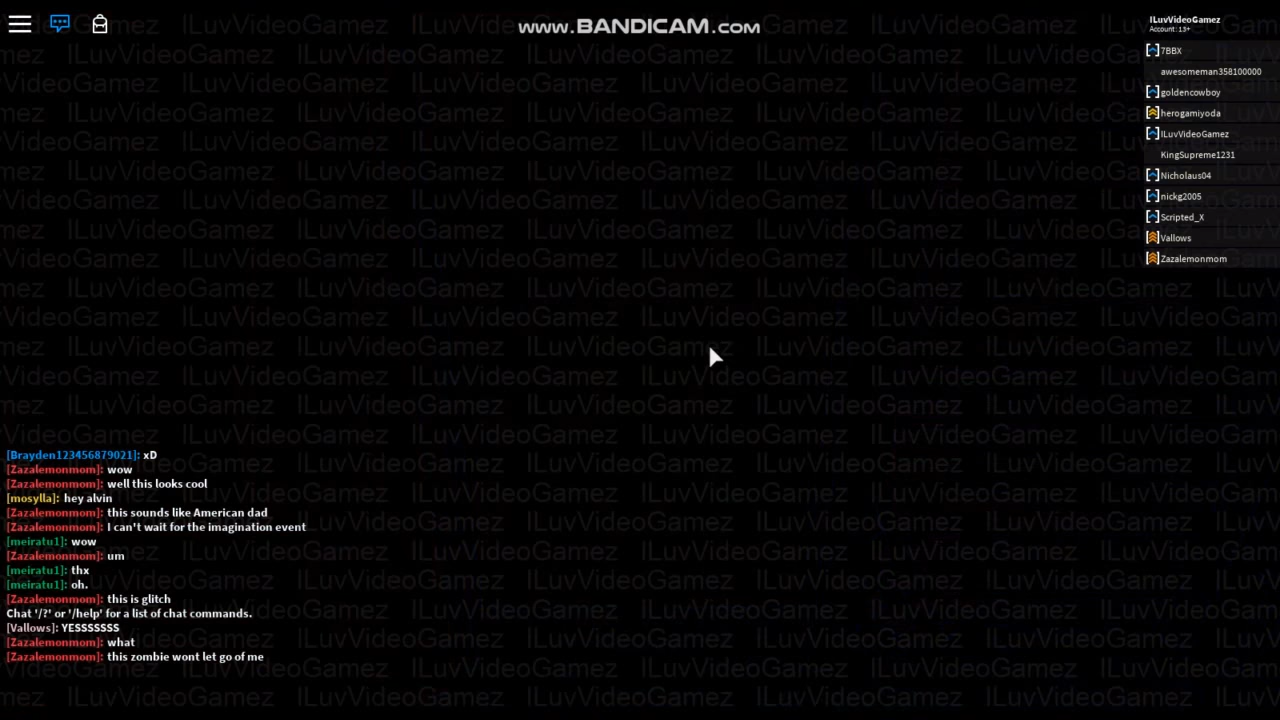 www.BANDICAM.com
ILuvVideoGamez
Account: 13+
7BBX
awesomeman358100000
goldencowboy
herogamiyoda
ILuvVideoGamez
KingSupreme1231
Nicholaus04
nickg2005
Scripted_X
Vallows
Zazalemonmom
[Brayden123456879021]: xD
[Zazalemonmom]: wow
[Zazalemonmom]: well this looks cool
[mosylla]: hey alvin
[Zazalemonmom]: this sounds like American dad
[Zazalemonmom]: I can't wait for the imagination event
[meiratu1]: wow
[Zazalemonmom]: um
[meiratu1]: thx
[meiratu1]: oh.
[Zazalemonmom]: this is glitch
Chat '/?' or '/help' for a list of chat commands.
[Vallows]: YESSSSSSS
[Zazalemonmom]: what
[Zazalemonmom]: this zombie wont let go of me